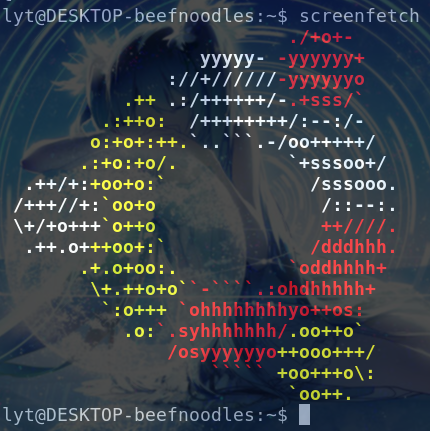 lyt@DESKTOP-beefnoodles:~$ screenfetch
                          ./+o+-
                  yyyyy- -yyyyyy+
               ://+//////-yyyyyyo
           .++ .:/++++++/-.+sss/`
         .:++o:  /++++++++/:--:/-
        o:+o+:++.`..```.-/oo+++++/
       .:+o:+o/.          `+sssoo+/
  .++/+:+oo+o:`             /sssooo.
 /+++//+:`oo+o               /::--:.
 \+/+o+++`o++o               ++////.
  .++.o+++oo+:`             /dddhhh.
       .+.o+oo:.          `oddhhhh+
        \+.++o+o``-````.:ohdhhhhh+
         `:o+++ `ohhhhhhhhyo++os:
           .o:`.syhhhhhhh/.oo++o`
               /osyyyyyyo++ooo+++/
                   ````` +oo+++o\:
                          `oo++.
lyt@DESKTOP-beefnoodles:~$